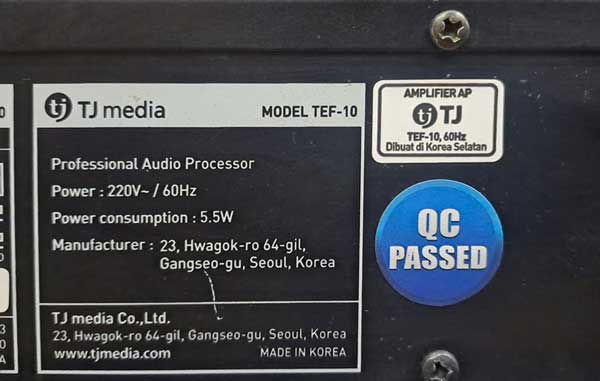 tj TJ media
MODEL TEF-10
Professional Audio Processor
Power : 220V~ / 60Hz
Power consumption : 5.5W
Manufacturer : 23, Hwagok-ro 64-gil,
Gangseo-gu, Seoul, Korea
TJ media Co.,Ltd.
23, Hwagok-ro 64-gil, Gangseo-gu, Seoul, Korea
www.tjmedia.com
MADE IN KOREA
AMPLIFIER AP
tj TJ
TEF-10, 60Hz
Dibuat di Korea Selatan
QC
PASSED